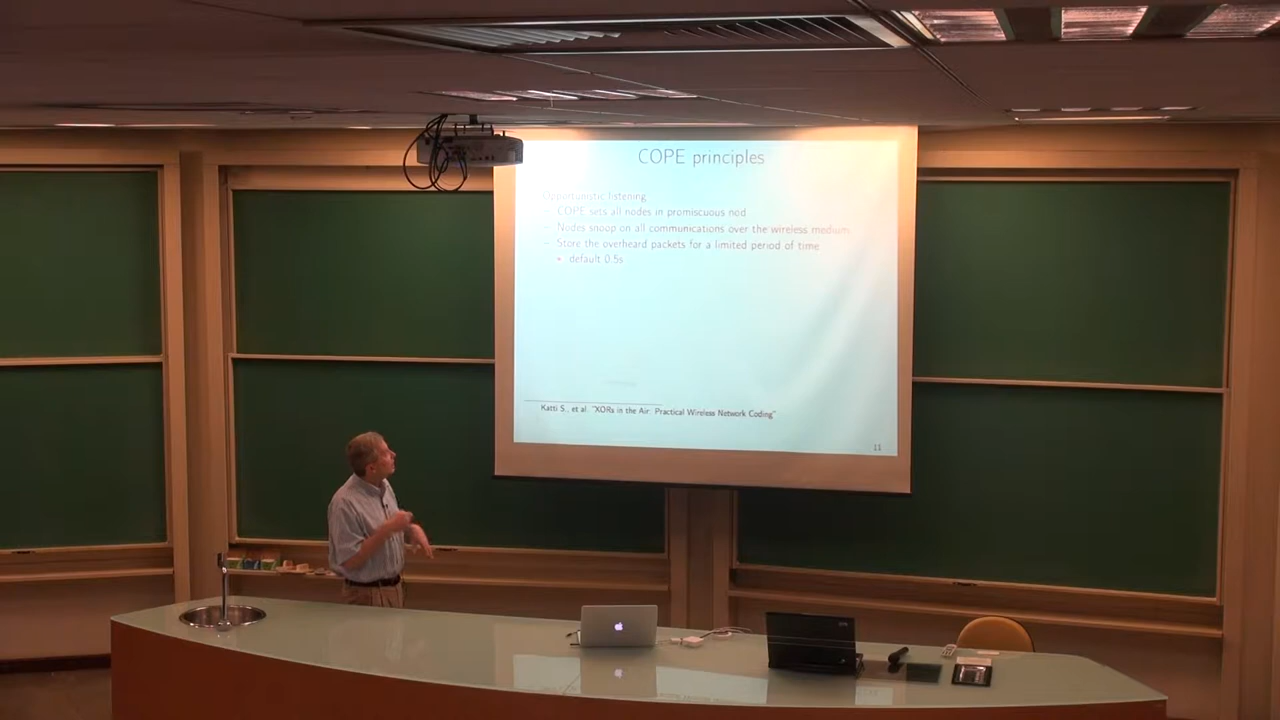 COPE principles
Opportunistic listening
– COPE sets all nodes in promiscuous nod
– Nodes snoop on all communications over the wireless medium.
– Store the overheard packets for a limited period of time
• default 0.5s
Katti S., et al. "XORs in the Air: Practical Wireless Network Coding"
11